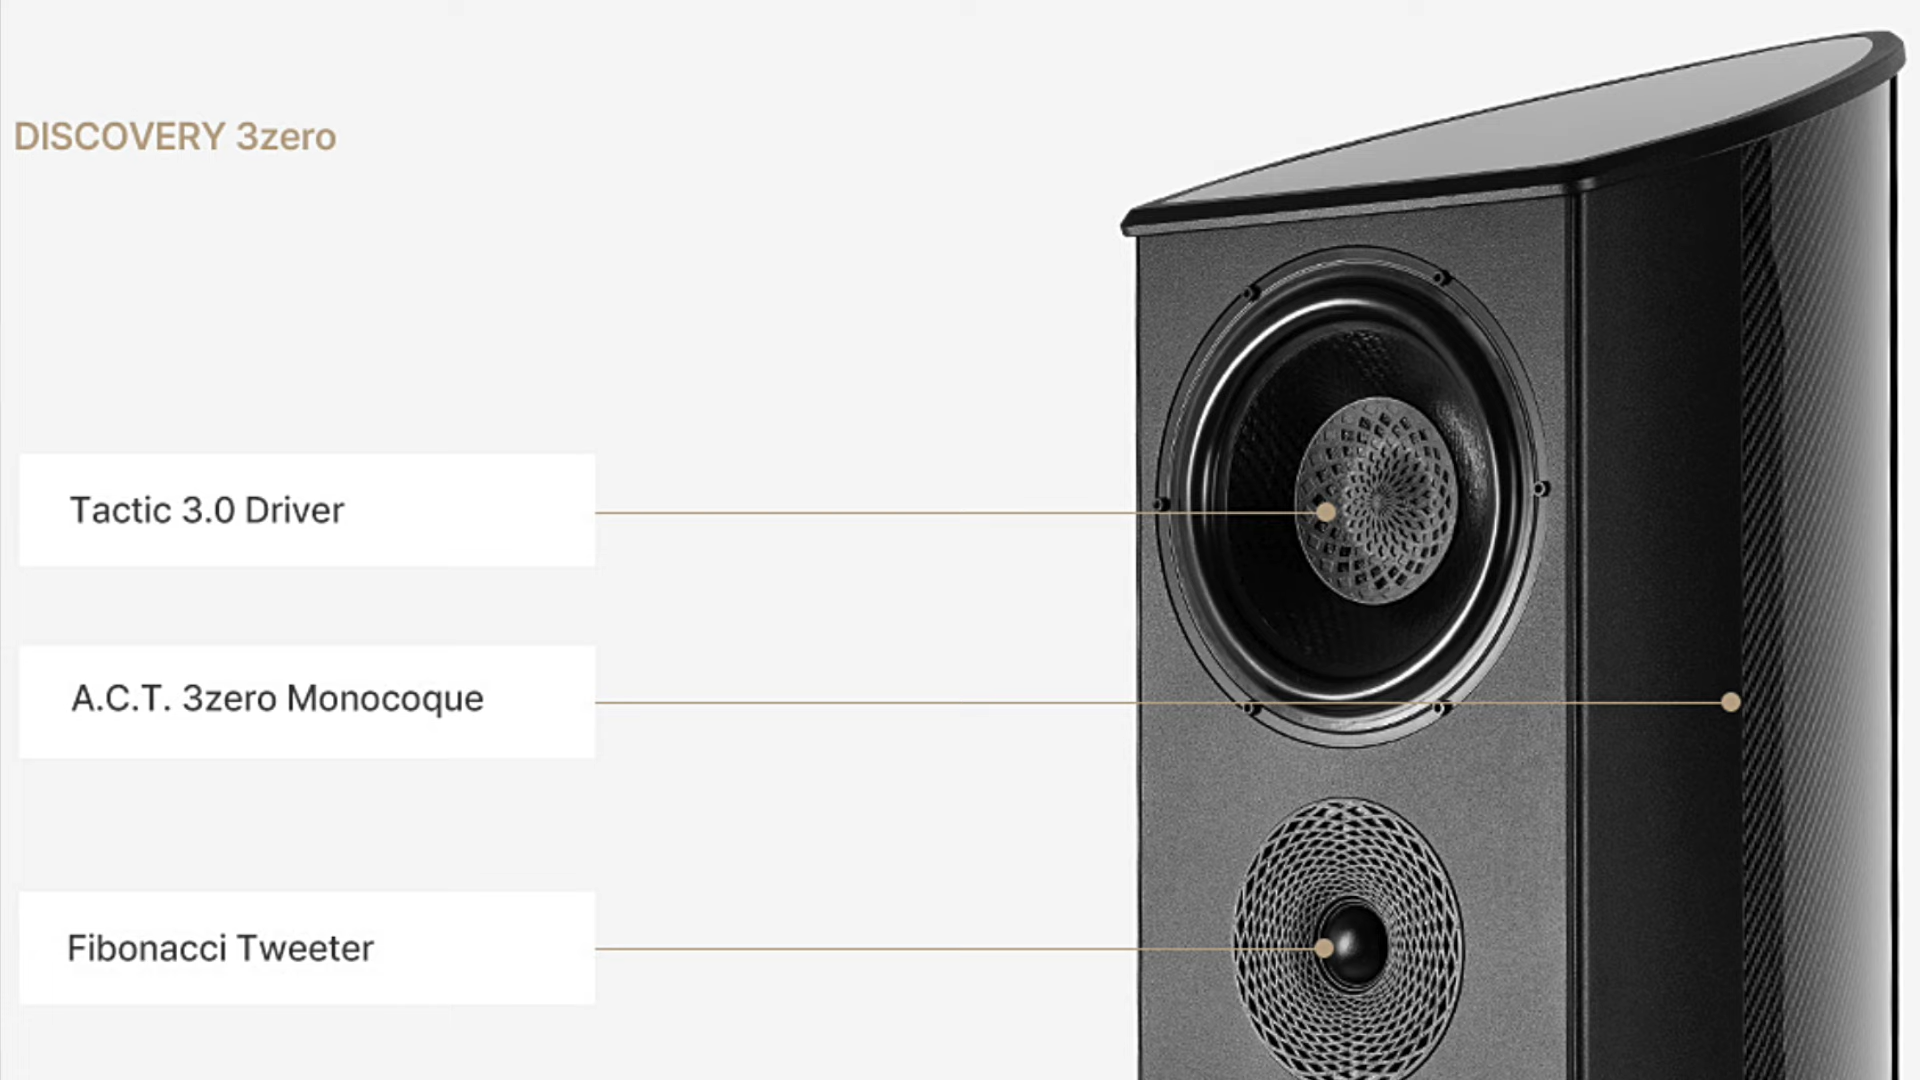 DISCOVERY 3zero
Tactic 3.0 Driver
A.C.T. 3zero Monocoque
Fibonacci Tweeter